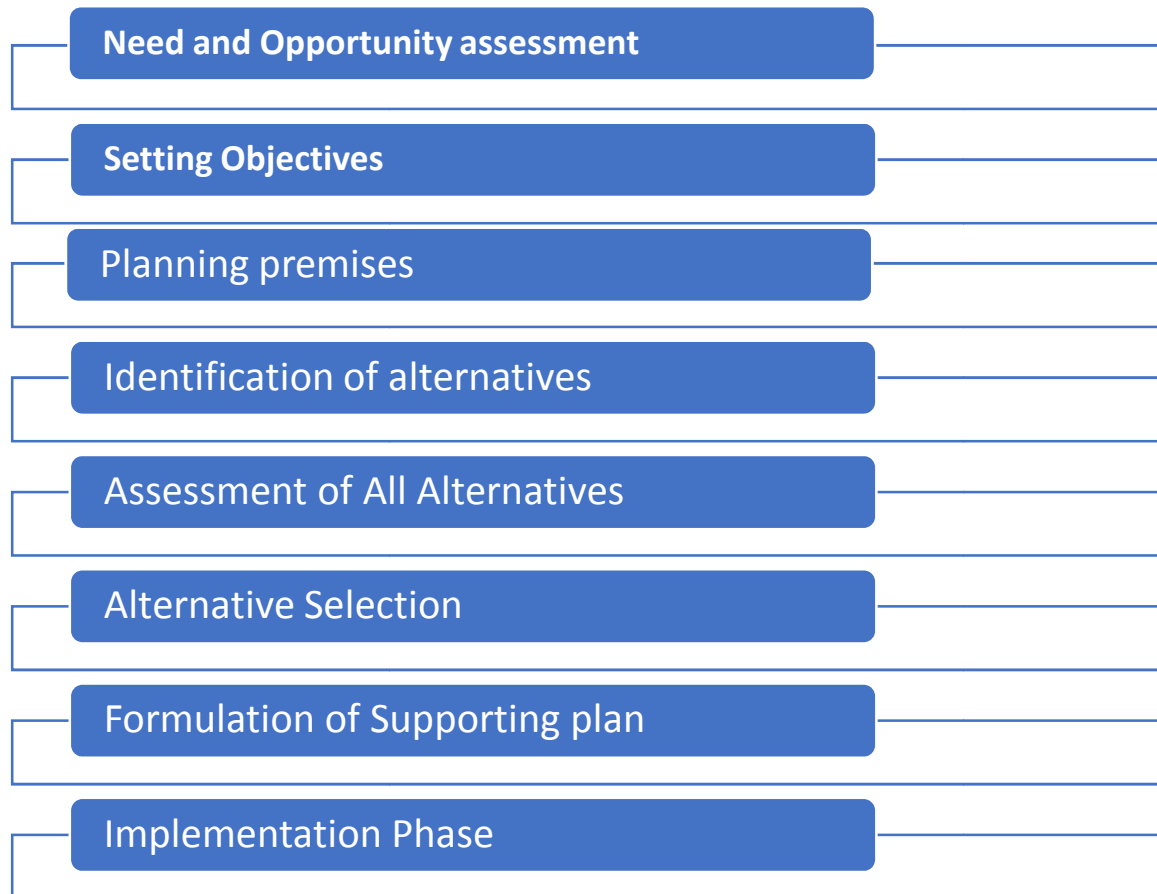 Need and Opportunity assessment
Setting Objectives
Planning premises
Identification of alternatives
Assessment of All Alternatives
Alternative Selection
Formulation of Supporting plan
Implementation Phase